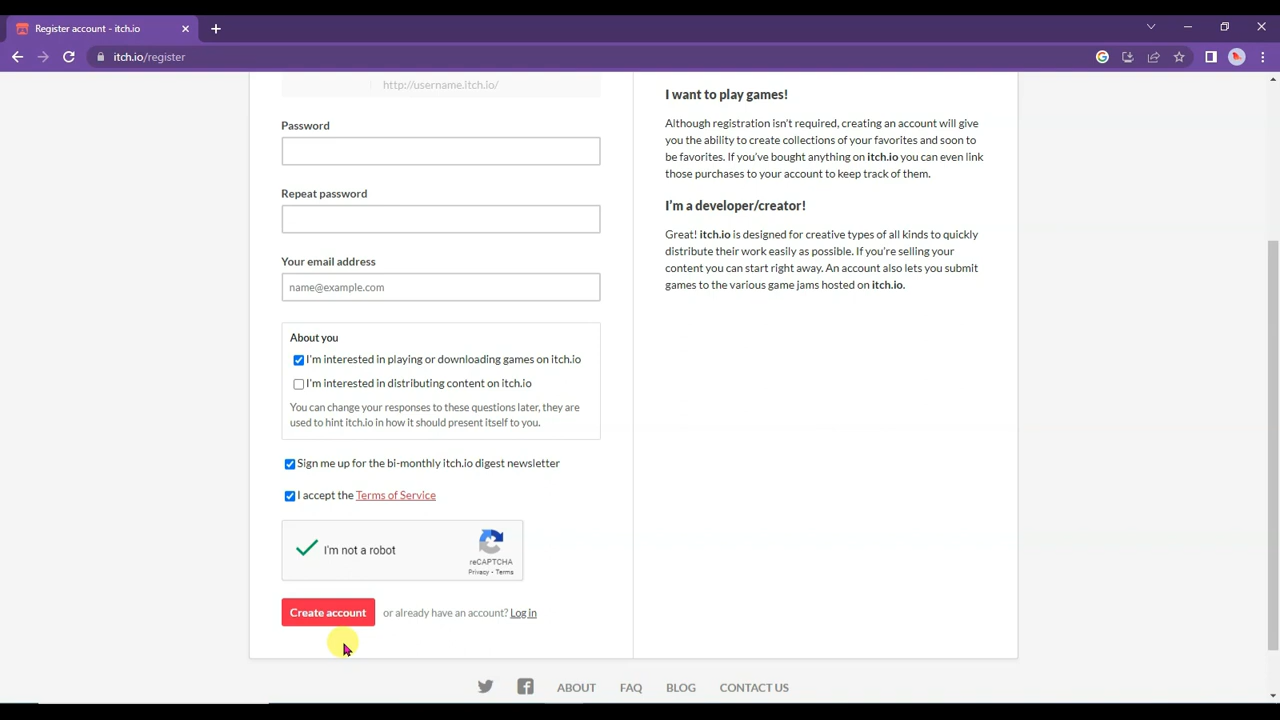 Register account - itch.io
itch.io/register
http://username.itch.io/
Password
Repeat password
Your email address
name@example.com
About you
I'm interested in playing or downloading games on itch.io
I'm interested in distributing content on itch.io
You can change your responses to these questions later, they are
used to hint itch.io in how it should present itself to you.
Sign me up for the bi-monthly itch.io digest newsletter
I accept the Terms of Service
I'm not a robot
reCAPTCHA
Privacy - Terms
Create account or already have an account? Log in
I want to play games!
Although registration isn't required, creating an account will give
you the ability to create collections of your favorites and soon to
be favorites. If you've bought anything on itch.io you can even link
those purchases to your account to keep track of them.
I'm a developer/creator!
Great! itch.io is designed for creative types of all kinds to quickly
distribute their work easily as possible. If you're selling your
content you can start right away. An account also lets you submit
games to the various game jams hosted on itch.io.
ABOUT FAQ BLOG CONTACT US